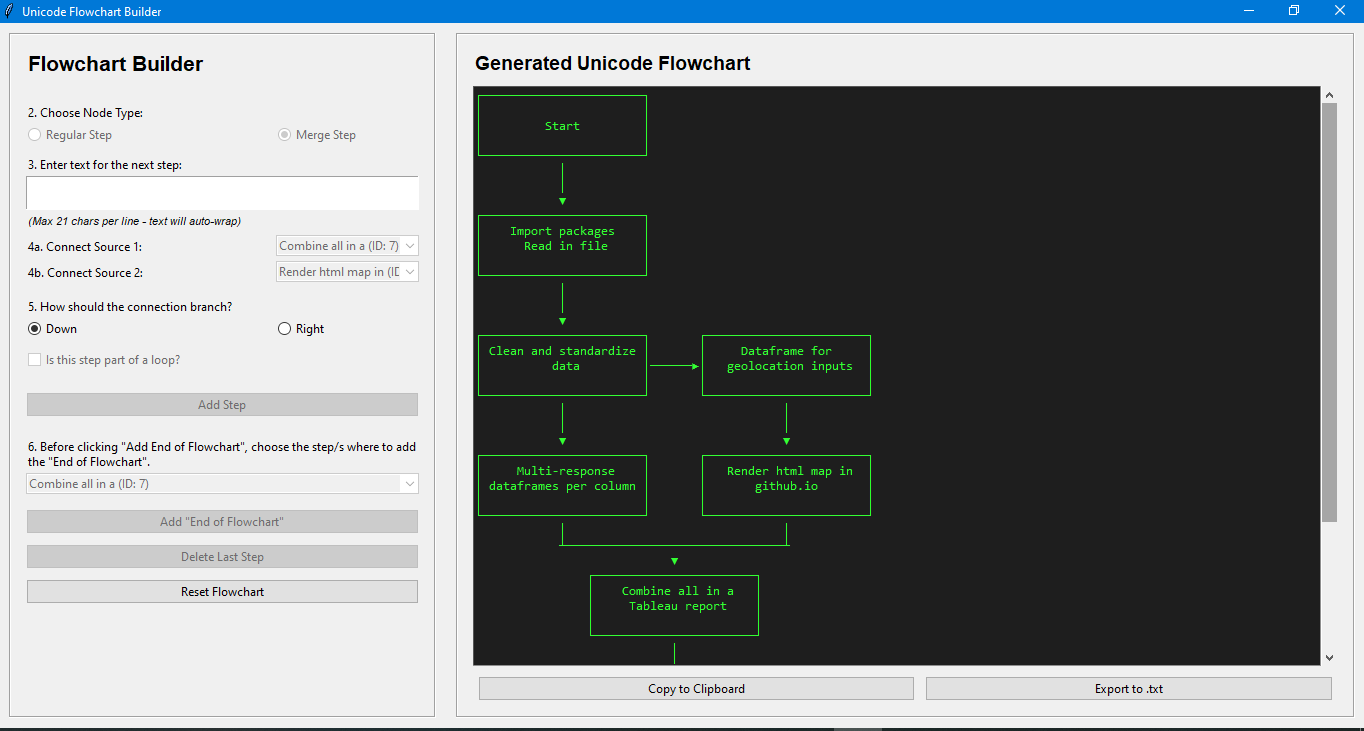 Unicode Flowchart Builder
Flowchart Builder
2. Choose Node Type:
Regular Step
Merge Step
3. Enter text for the next step:
(Max 21 chars per line - text will auto-wrap)
4a. Connect Source 1:
Combine all in a (ID: 7)
4b. Connect Source 2:
Render html map in (ID
5. How should the connection branch?
Down
Right
Is this step part of a loop?
Add Step
6. Before clicking "Add End of Flowchart", choose the step/s where to add
the "End of Flowchart".
Combine all in a (ID: 7)
Add "End of Flowchart"
Delete Last Step
Reset Flowchart
Generated Unicode Flowchart
Start
Import packages
Read in file
Clean and standardize
data
Dataframe for
geolocation inputs
Multi-response
dataframes per column
Render html map in
github.io
Combine all in a
Tableau report
Copy to Clipboard
Export to .txt